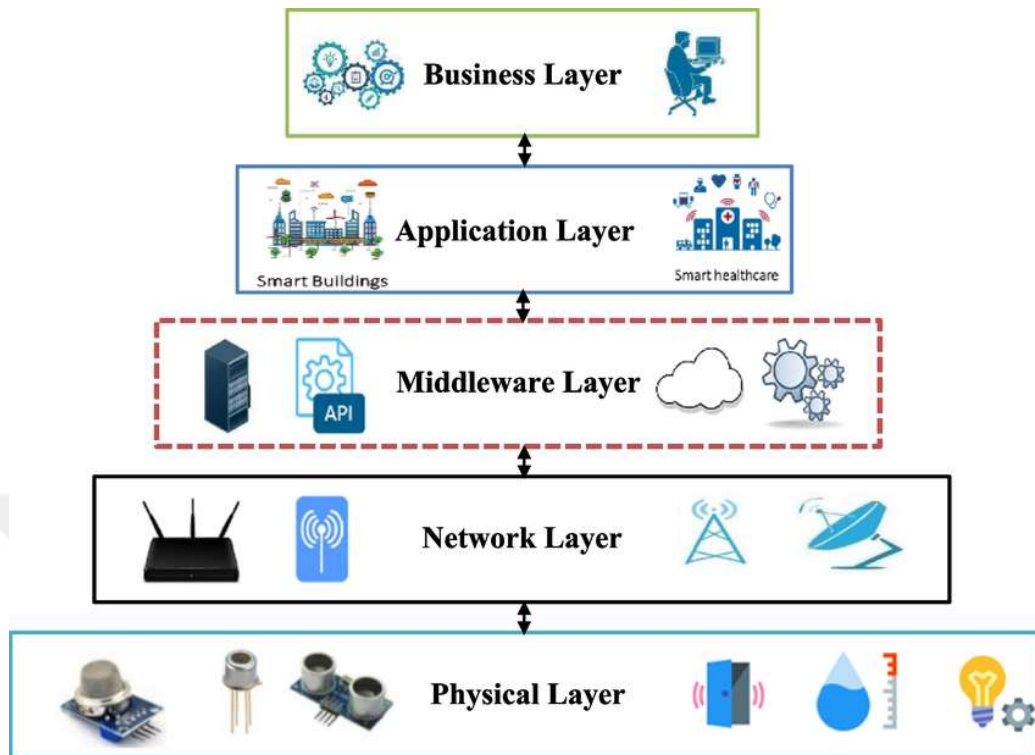 Business Layer
Application Layer
Smart Buildings
Smart healthcare
Middleware Layer
API
Network Layer
Physical Layer